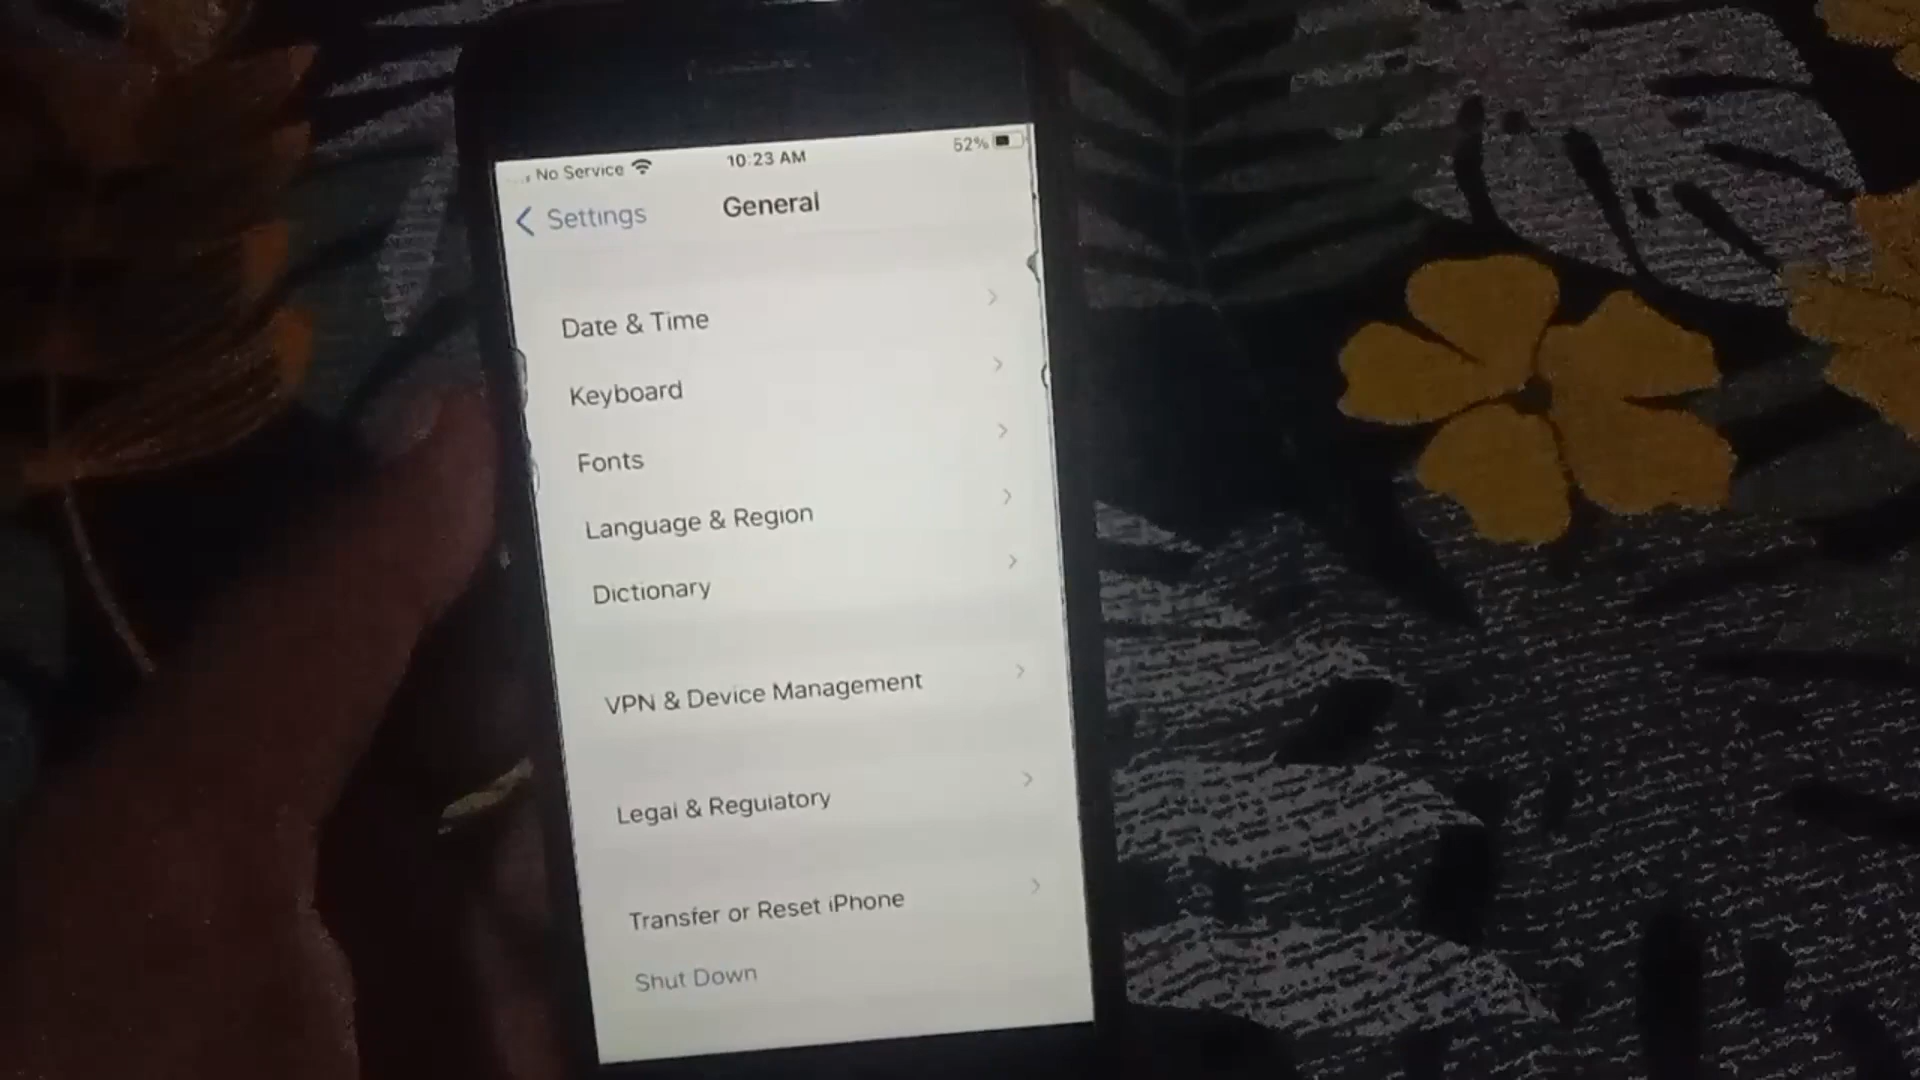 No Service
10:23 AM
52%
Settings
General
Date & Time
Keyboard
Fonts
Language & Region
Dictionary
VPN & Device Management
Legal & Regulatory
Transfer or Reset iPhone
Shut Down